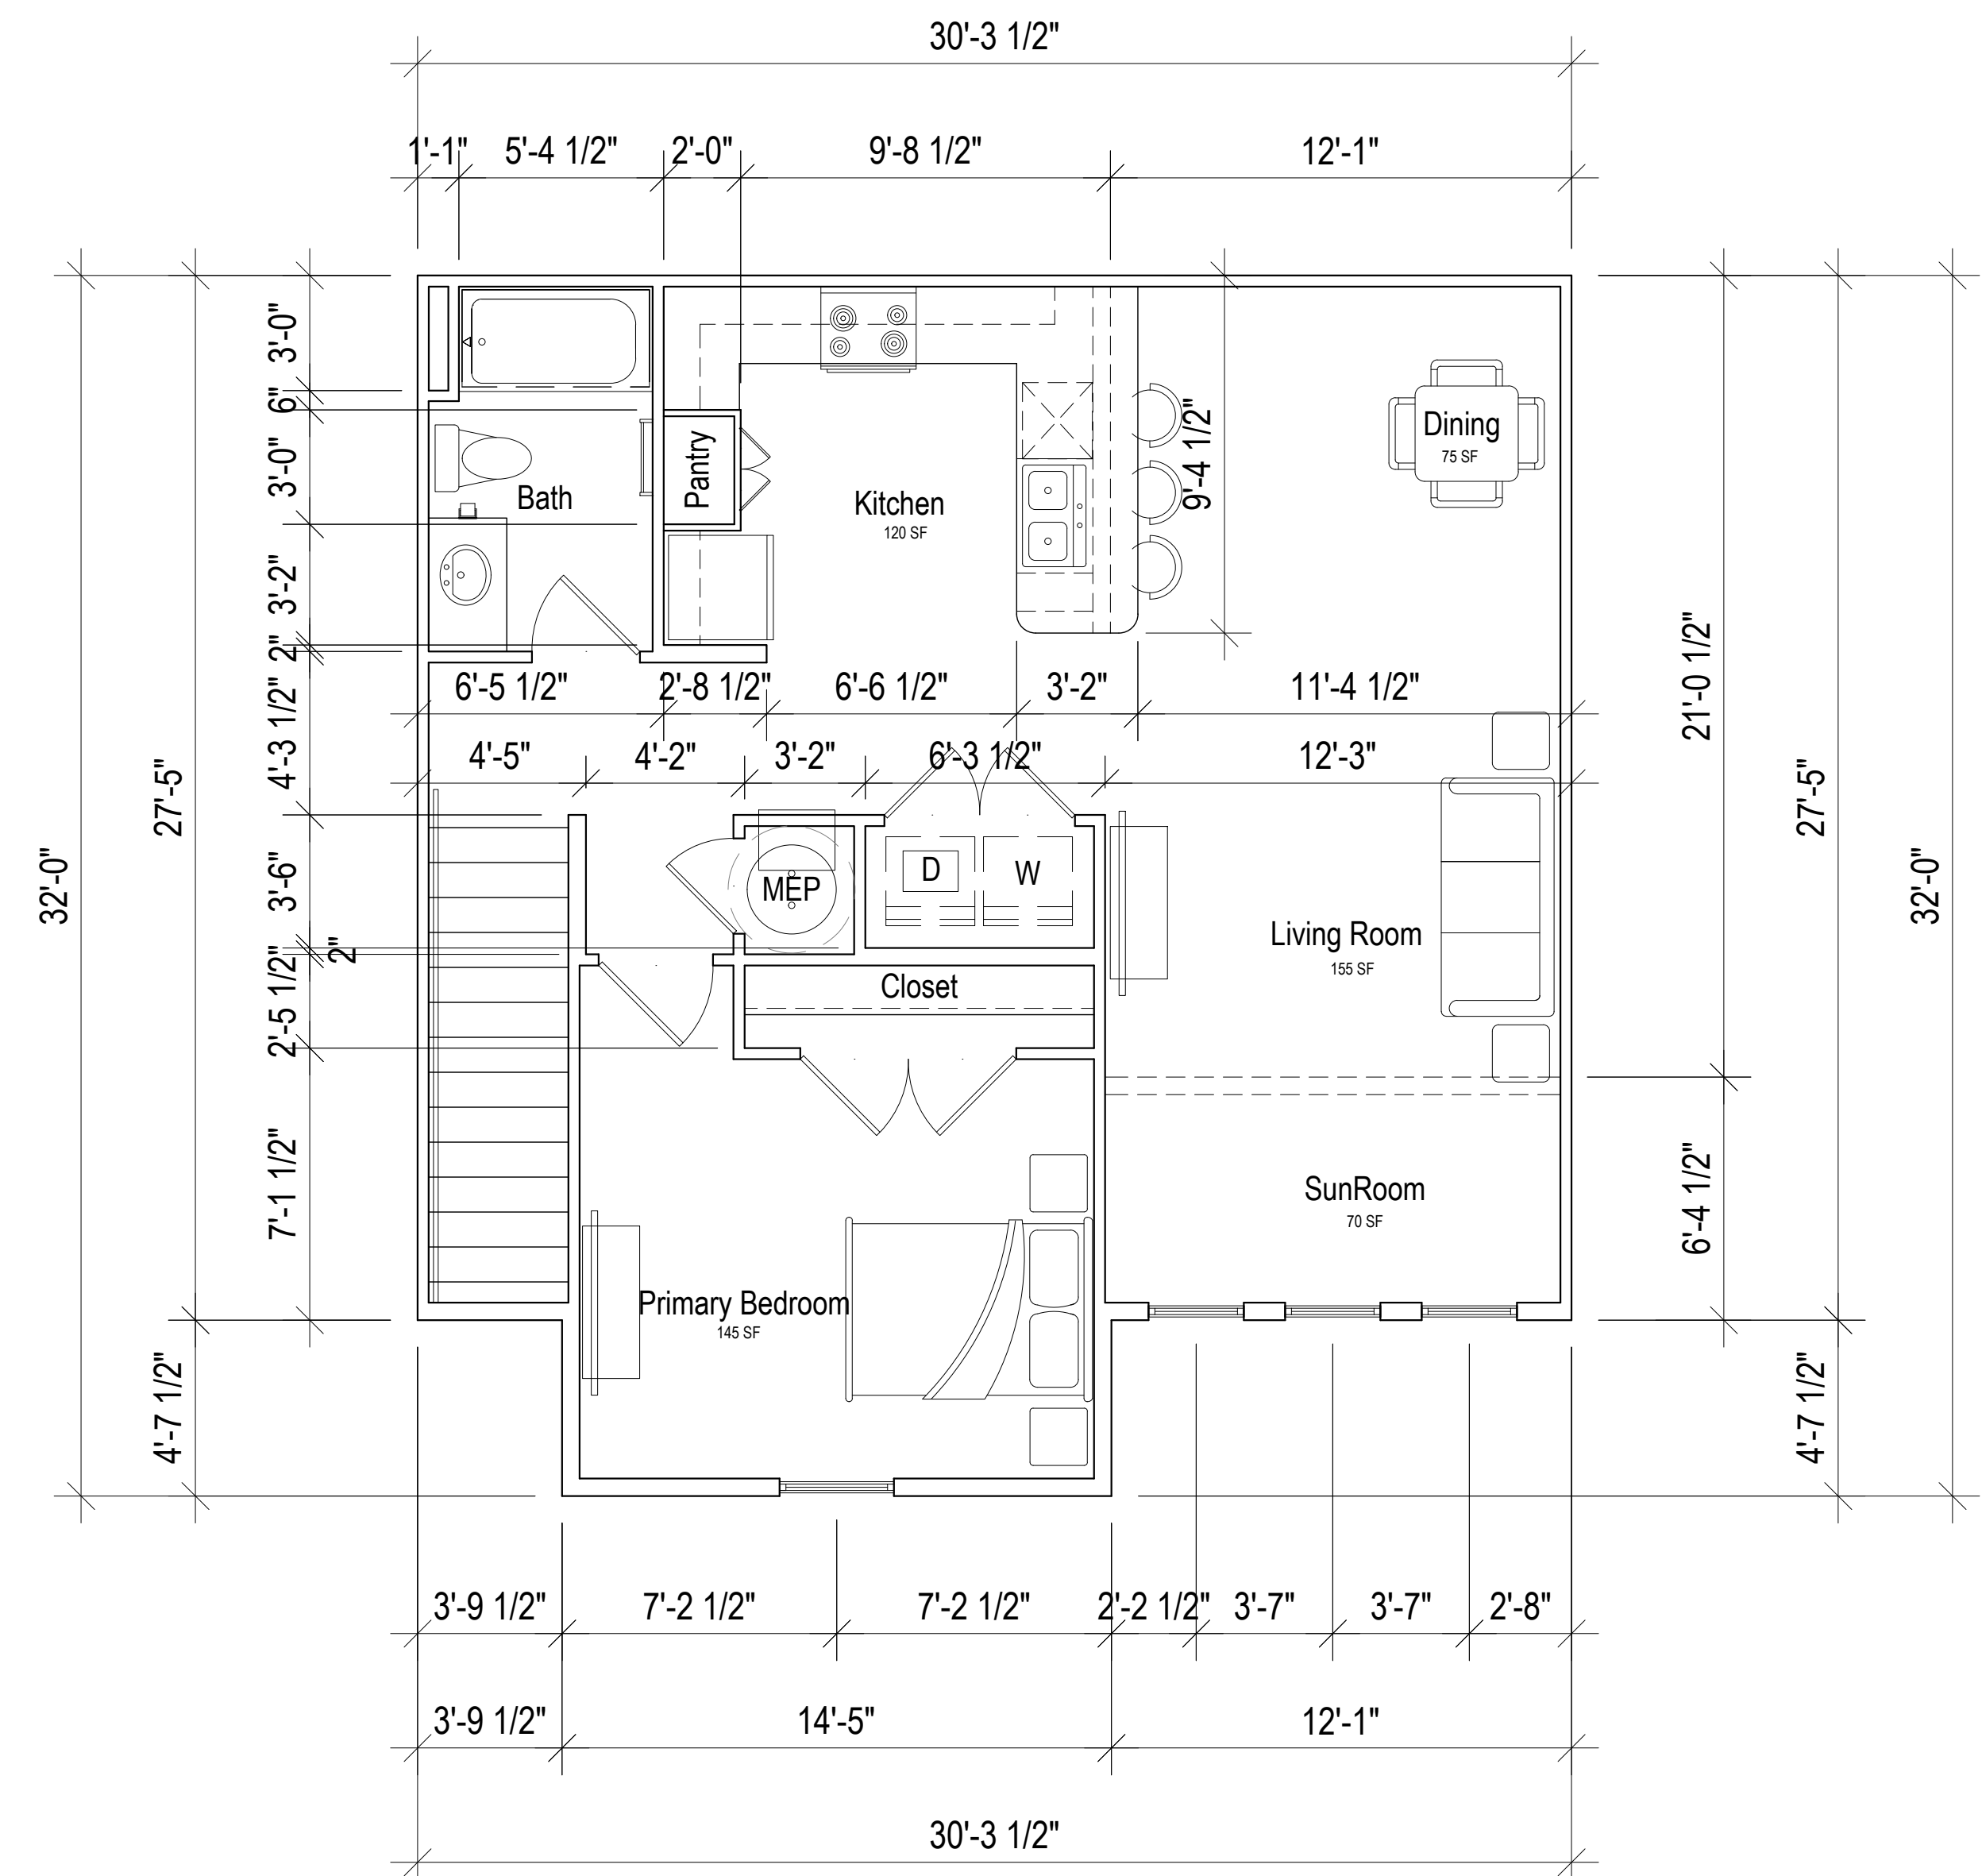 30'-3 1/2"
1'-1"
5'-4 1/2"
2'-0"
9'-8 1/2"
12'-1"
3'-0"
6"
3'-0"
3'-2"
2"
4'-3 1/2"
3'-6"
2"
2'-5 1/2"
7'-1 1/2"
27'-5"
4'-7 1/2"
32'-0"
Bath
Pantry
Kitchen
120 SF
9'-4 1/2"
Dining
75 SF
6'-5 1/2"
2'-8 1/2"
6'-6 1/2"
3'-2"
11'-4 1/2"
4'-5"
4'-2"
3'-2"
6'-3 1/2"
12'-3"
MEP
D
W
Living Room
155 SF
Closet
SunRoom
70 SF
Primary Bedroom
145 SF
21'-0 1/2"
6'-4 1/2"
27'-5"
4'-7 1/2"
32'-0"
3'-9 1/2"
7'-2 1/2"
7'-2 1/2"
2'-2 1/2"
3'-7"
3'-7"
2'-8"
3'-9 1/2"
14'-5"
12'-1"
30'-3 1/2"